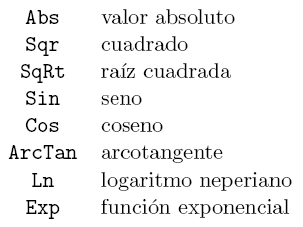 Abs valor absoluto
Sqr cuadrado
SqRt raíz cuadrada
Sin seno
Cos coseno
ArcTan arcotangente
Ln logaritmo neperiano
Exp función exponencial